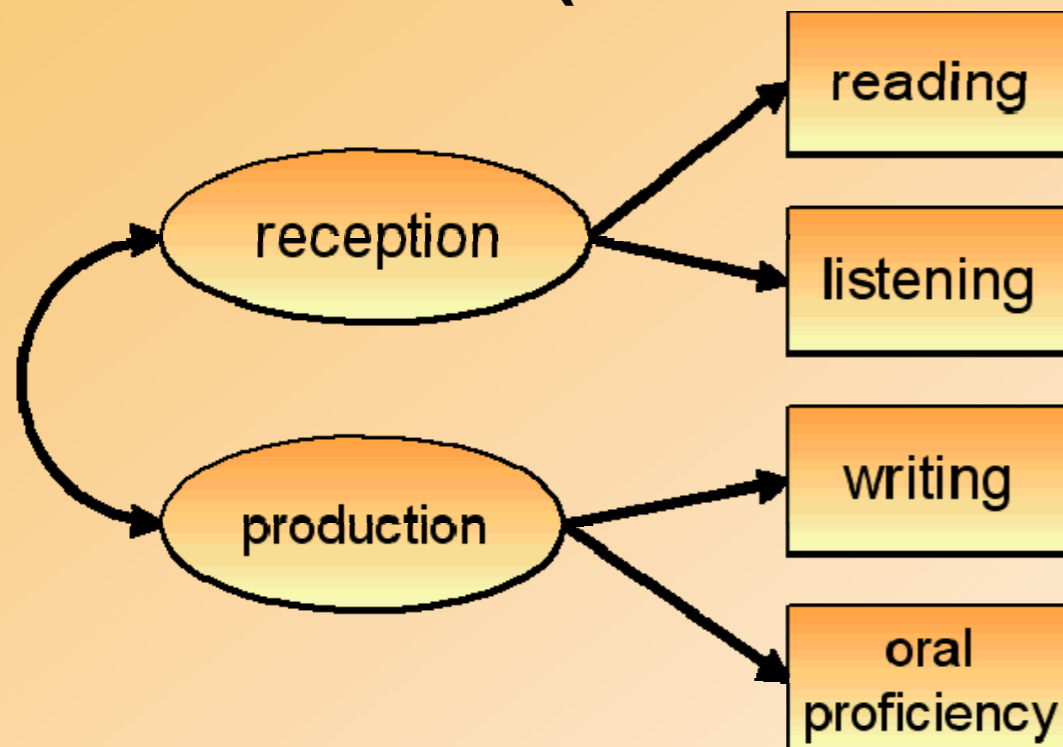 reading
reception
listening
writing
production
oral
proficiency